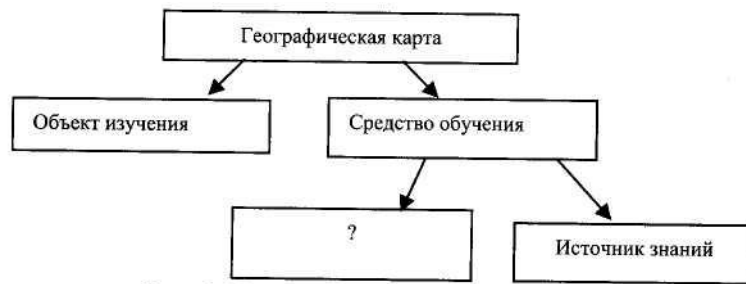 Географическая карта
Объект изучения
Средство обучения
?
Источник знаний